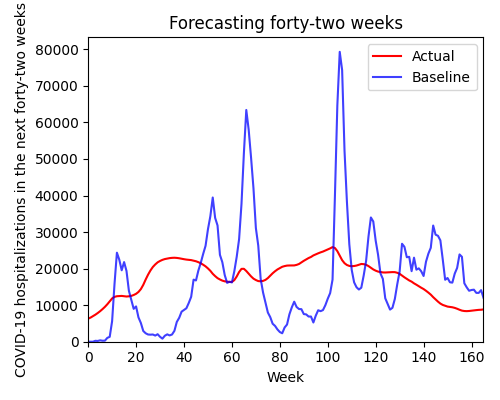 Forecasting forty-two weeks
COVID-19 hospitalizations in the next forty-two weeks
80000
70000
60000
50000
40000
30000
20000
10000
0
Actual
Baseline
0 20 40 60 80 100 120 140 160
Week